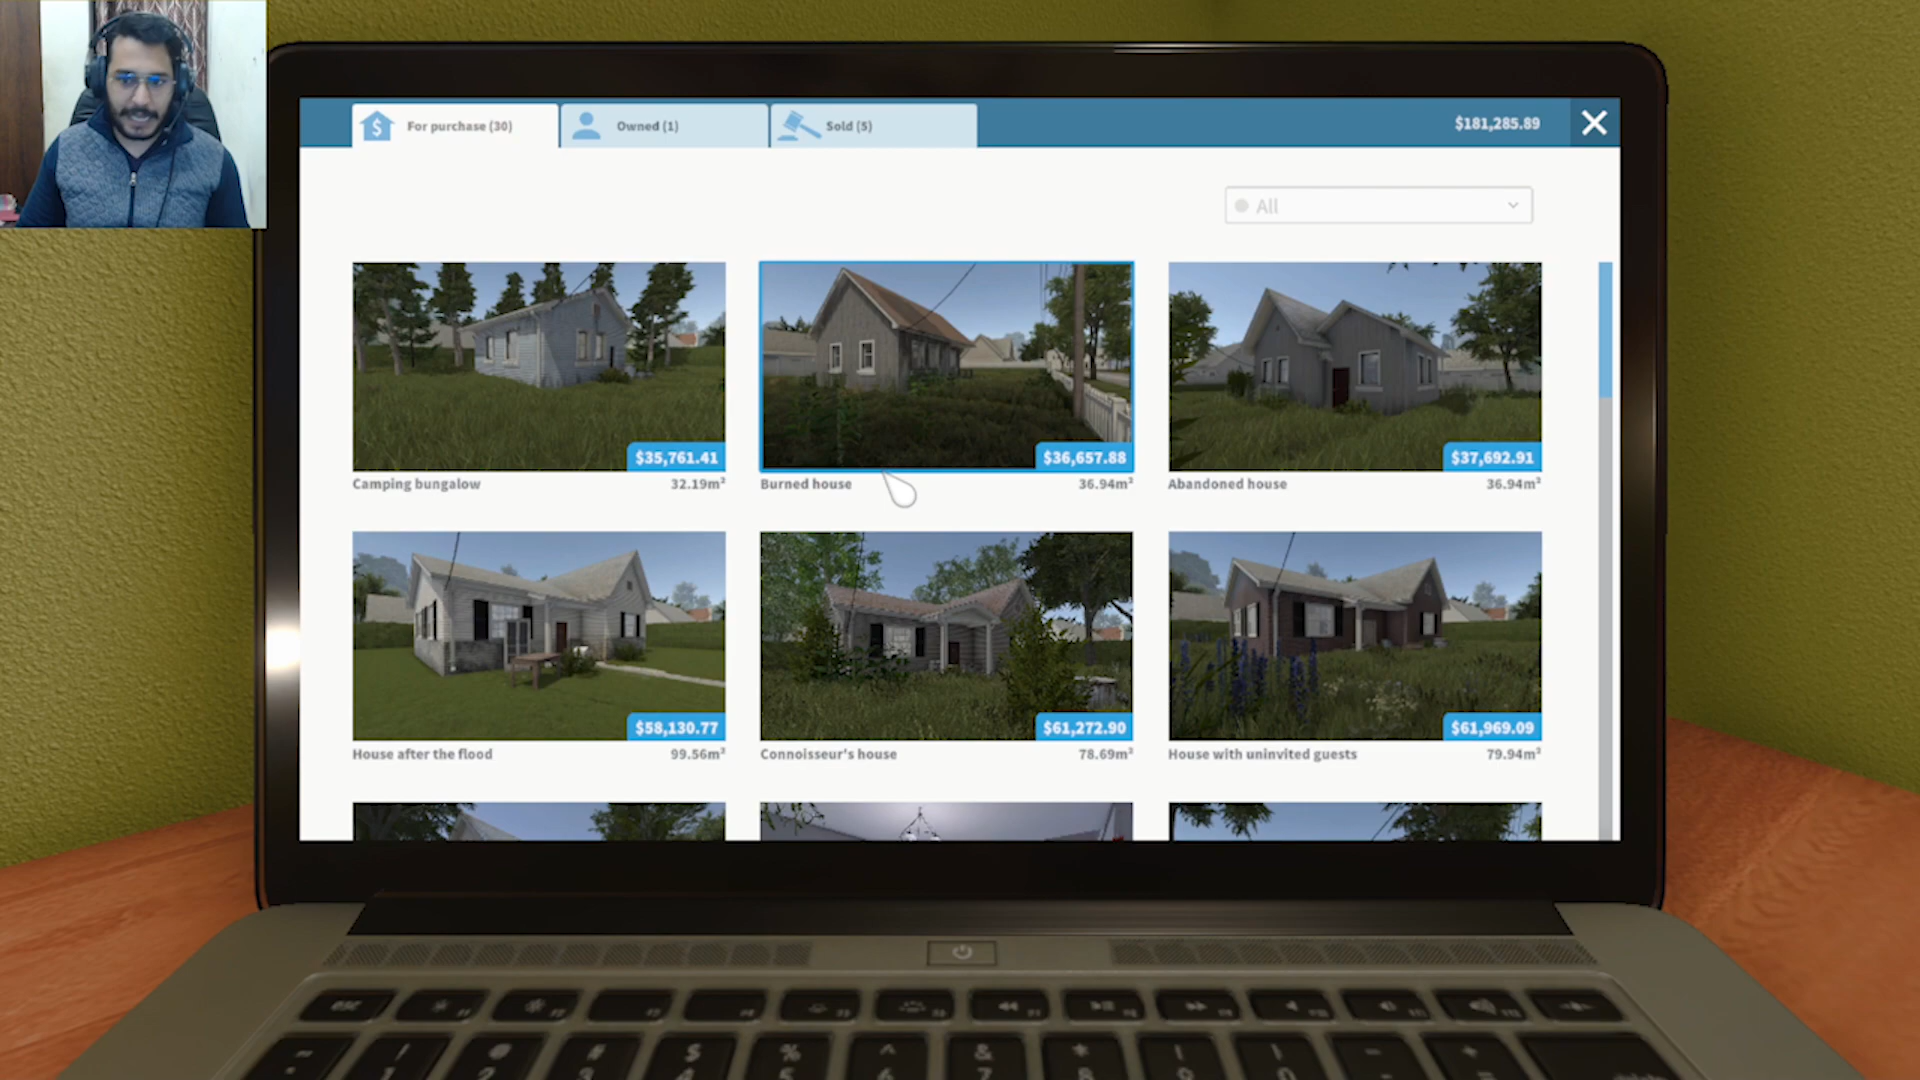 For purchase (30)
Owned (1)
Sold (5)
$181,285.89
All
$35,761.41
$36,657.88
$37,692.91
Camping bungalow
32.19m²
Burned house
36.94m²
Abandoned house
36.94m²
$58,130.77
$61,272.90
$61,969.09
House after the flood
99.56m²
Connoisseur's house
78.69m²
House with uninvited guests
79.94m²
esc